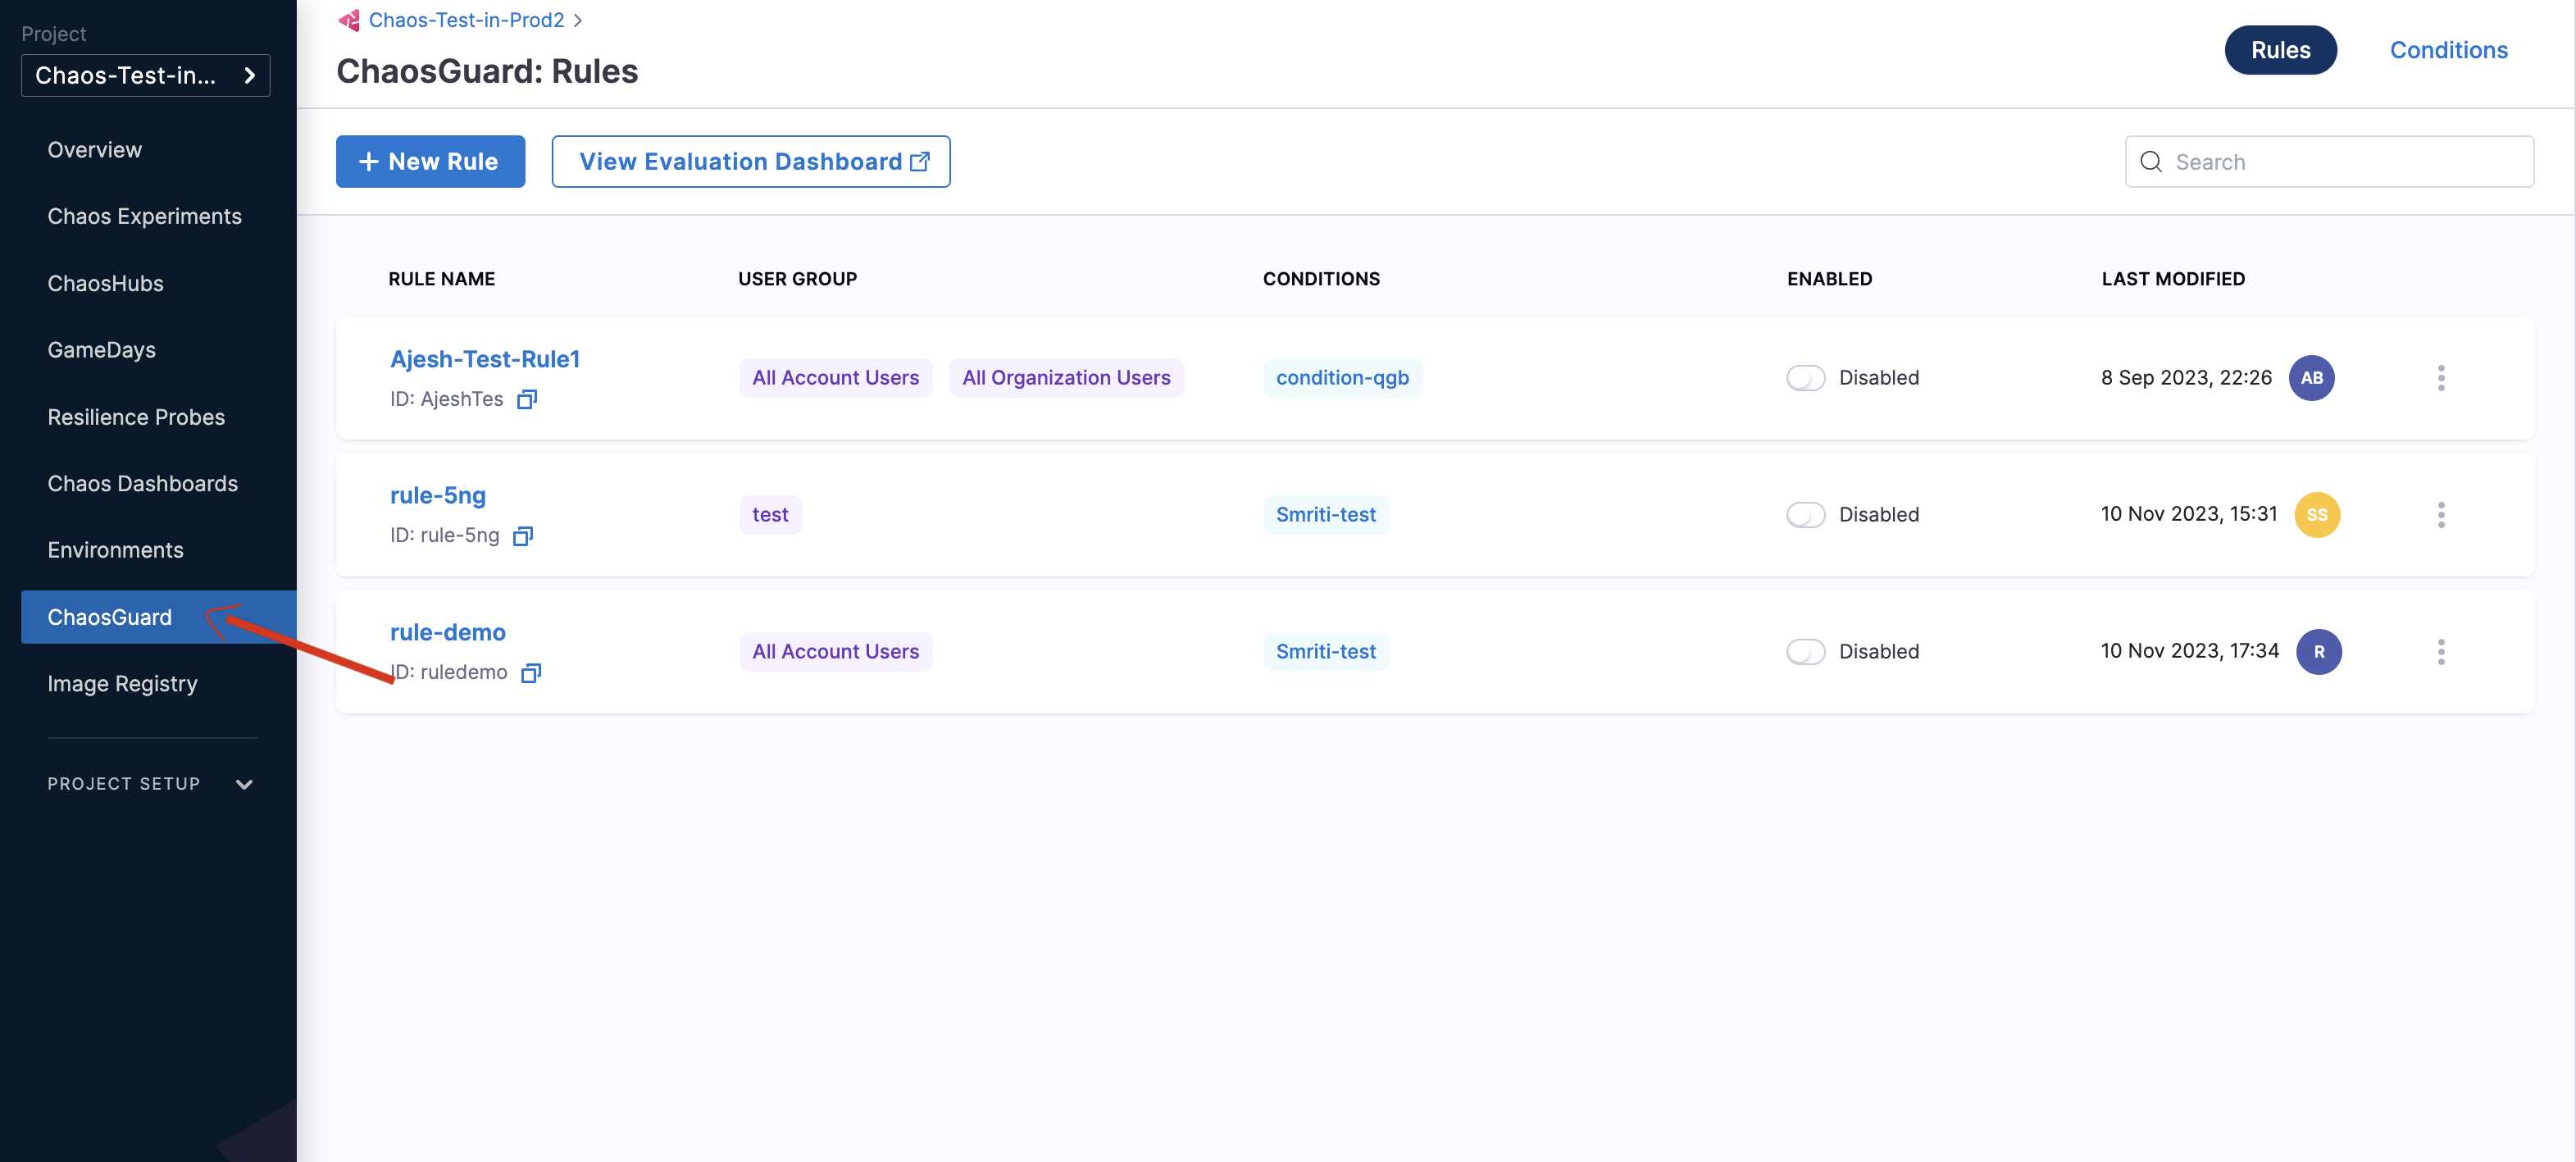 Project
Chaos-Test-in...
Overview
Chaos Experiments
ChaosHubs
GameDays
Resilience Probes
Chaos Dashboards
Environments
ChaosGuard
Image Registry
PROJECT SETUP
Chaos-Test-in-Prod2
ChaosGuard: Rules
Rules
Conditions
+ New Rule
View Evaluation Dashboard
Search
RULE NAME USER GROUP CONDITIONS ENABLED LAST MODIFIED
Ajesh-Test-Rule1
ID: AjeshTes
All Account Users All Organization Users condition-qgb Disabled 8 Sep 2023, 22:26 AB
rule-5ng
ID: rule-5ng
test Smriti-test Disabled 10 Nov 2023, 15:31 SS
rule-demo
ID: ruledemo
All Account Users Smriti-test Disabled 10 Nov 2023, 17:34 R